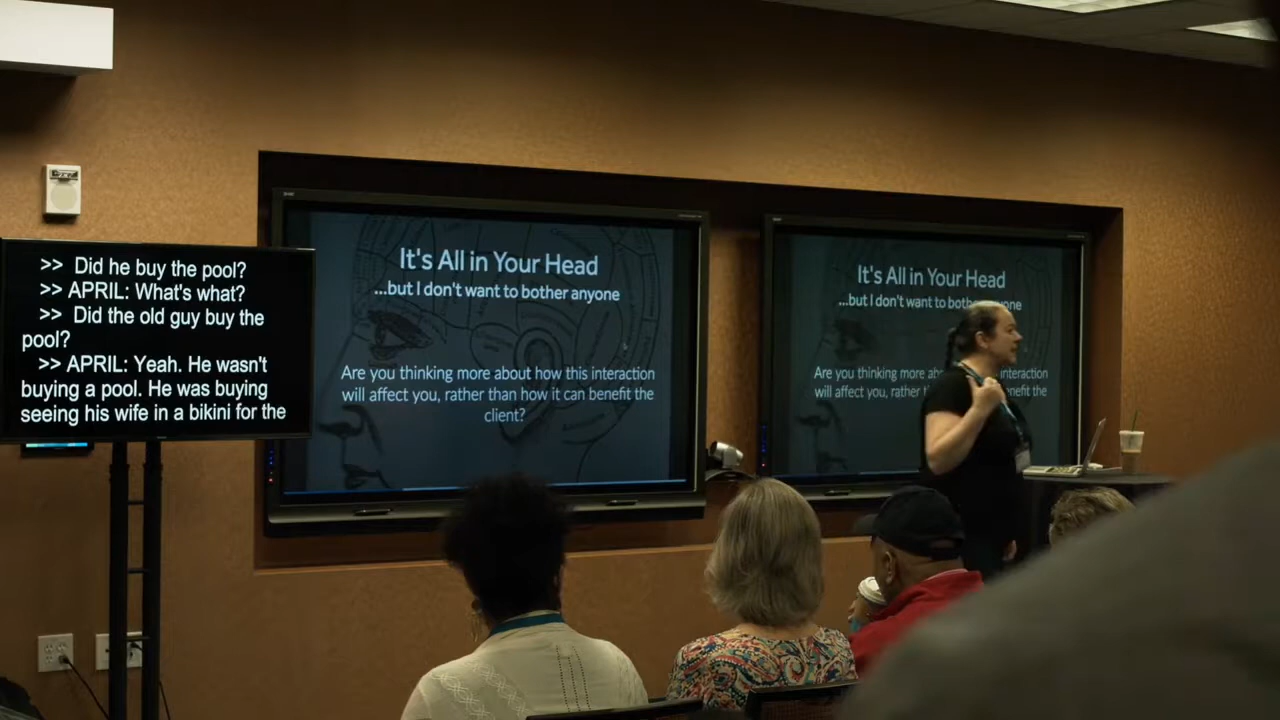 >> Did he buy the pool?
>> APRIL: What's what?
>> Did the old guy buy the
pool?
>> APRIL: Yeah. He wasn't
buying a pool. He was buying
seeing his wife in a bikini for the
It's All in Your Head
...but I don't want to bother anyone
Are you thinking more about how this interaction
will affect you, rather than how it can benefit the
client?
It's All in Your Head
...but I don't want to bother anyone
Are you thinking more interaction
will affect you, rather benefit the